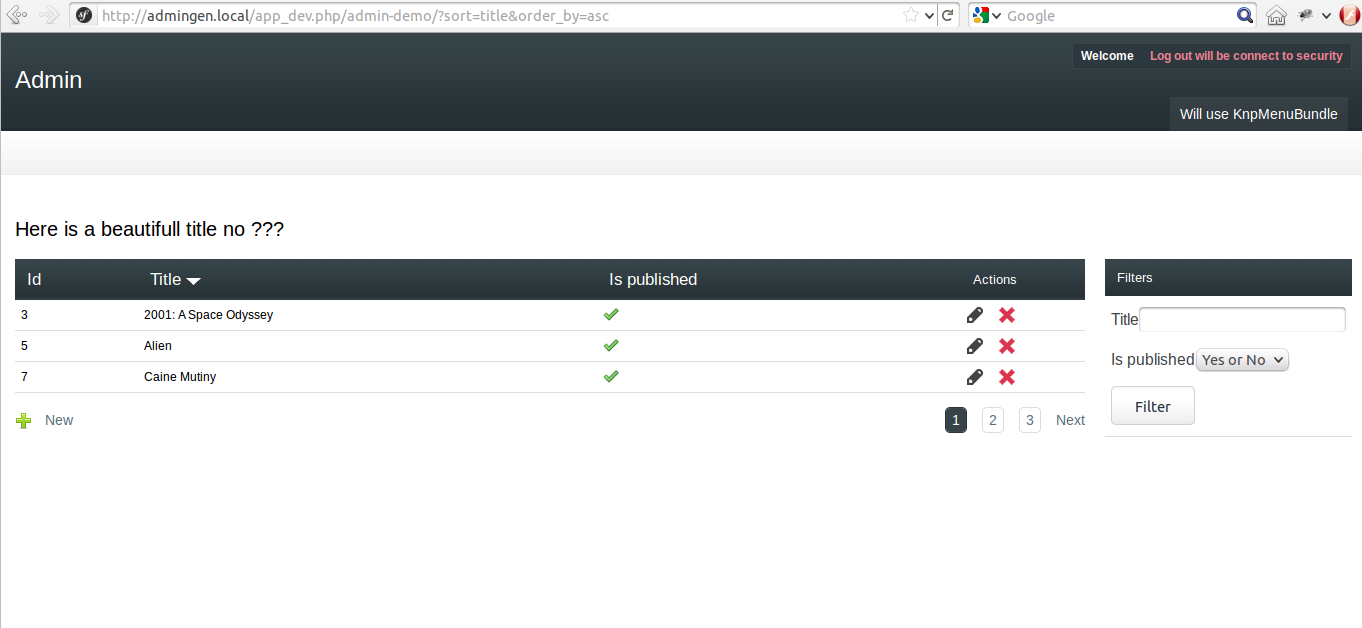 http://admingen.local/app_dev.php/admin-demo/?sort=title&order_by=asc
Google
Admin
Welcome Log out will be connect to security
Will use KnpMenuBundle
Here is a beautifull title no ???
Id Title Is published Actions
3 2001: A Space Odyssey
5 Alien
7 Caine Mutiny
New
1 2 3 Next
Filters
Title
Is published Yes or No
Filter